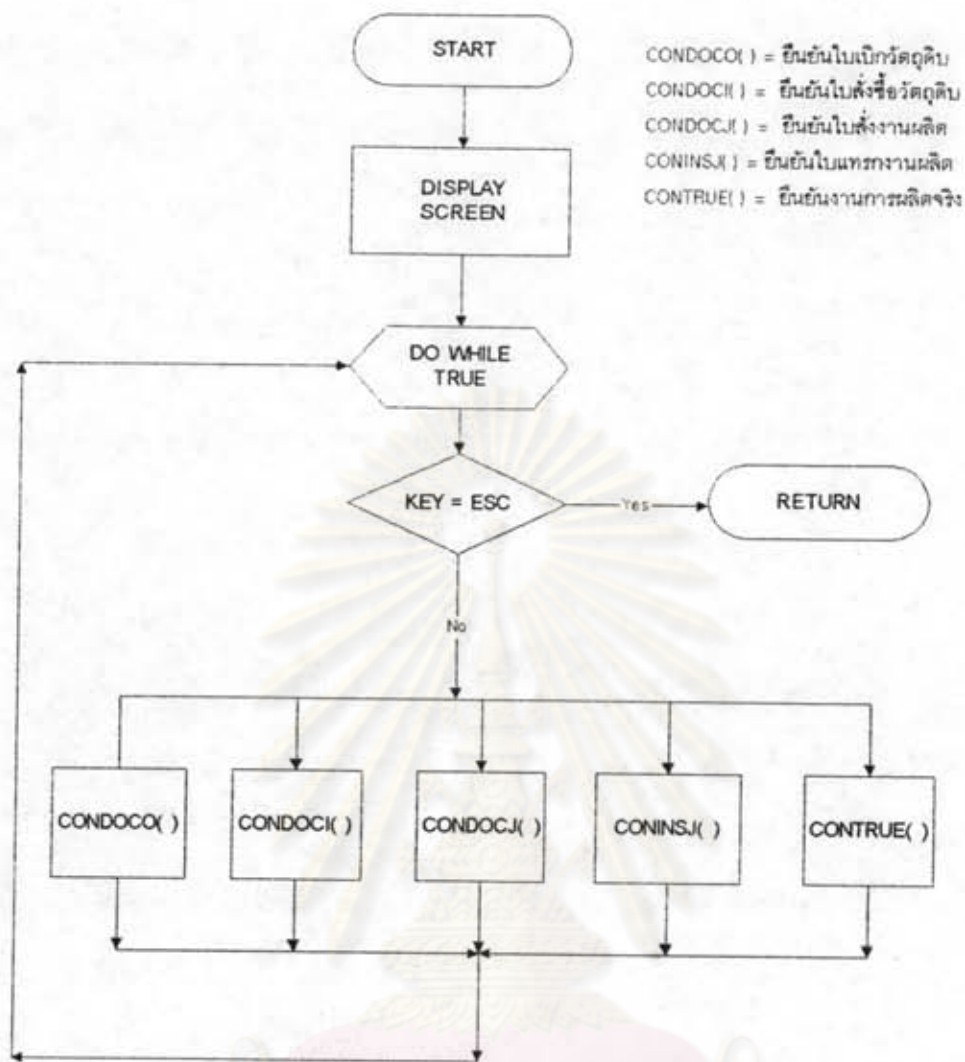 START
CONDOCO( ) = ยืนยันใบเบิกวัตถุดิบ
CONDOCI( ) = ยืนยันใบสั่งซื้อวัตถุดิบ
CONDOCJ( ) = ยืนยันใบสั่งงานผลิต
CONINSJ( ) = ยืนยันใบแทรกงานผลิต
CONTRUE( ) = ยืนยันงานการผลิตจริง
DISPLAY
SCREEN
DO WHILE
TRUE
KEY = ESC
Yes
RETURN
No
CONDOCO( )
CONDOCI( )
CONDOCJ( )
CONINSJ( )
CONTRUE( )